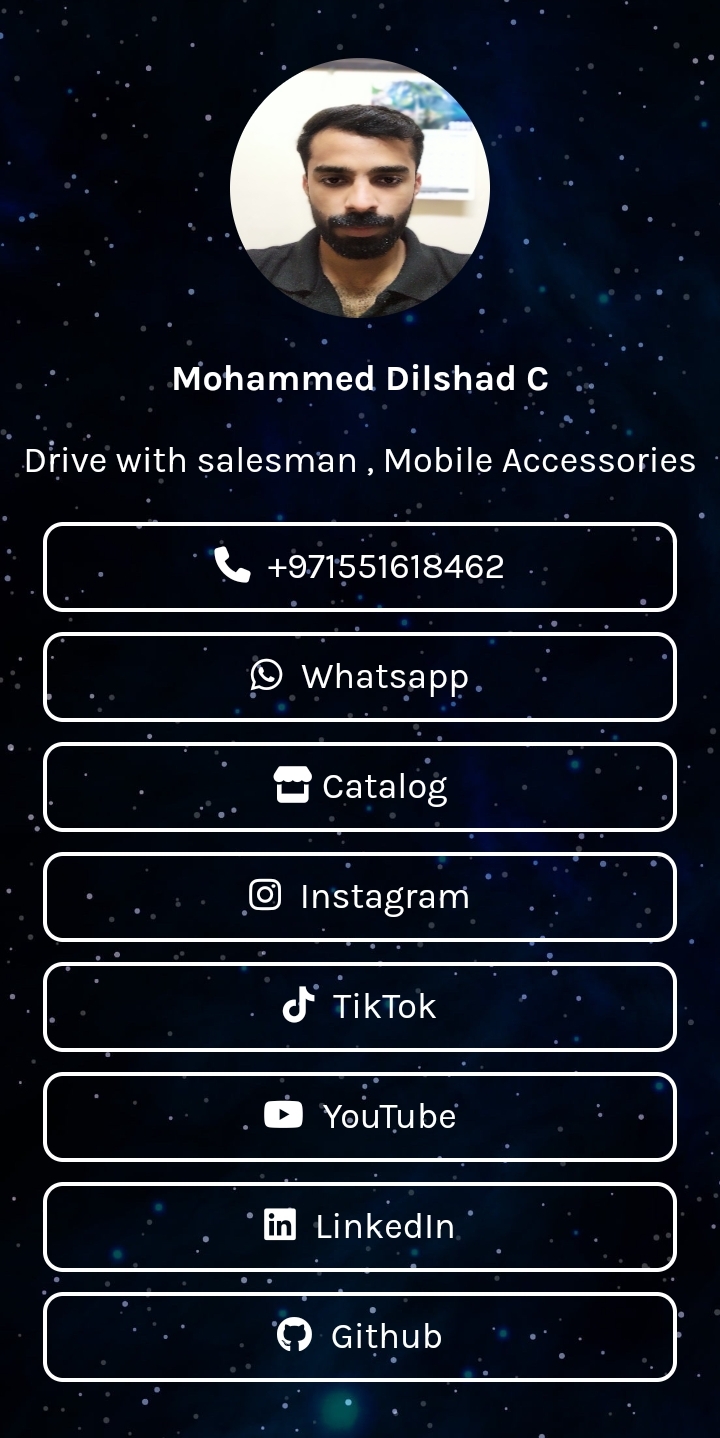 Mohammed Dilshad C
Drive with salesman , Mobile Accessories
+971551618462
Whatsapp
Catalog
Instagram
TikTok
YouTube
LinkedIn
Github